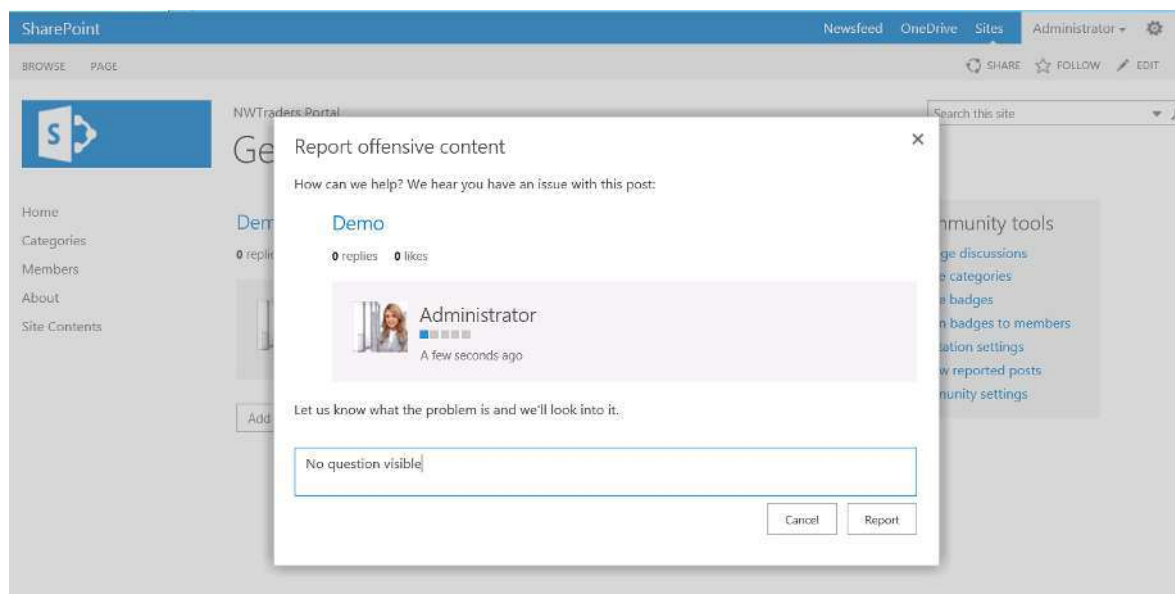 SharePoint
Newsfeed OneDrive Sites Administrator
BROWSE PAGE
SHARE FOLLOW EDIT
S
NWTraders Portal
Search this site
Ge
Report offensive content
How can we help? We hear you have an issue with this post:
Home
Categories
Members
About
Site Contents
Dem
0 replie
Demo
0 replies 0 likes
Administrator
A few seconds ago
mmunity tools
ge discussions
e categories
e badges
n badges to members
tation settings
w reported posts
munity settings
Let us know what the problem is and we'll look into it.
Add
No question visible
Cancel Report